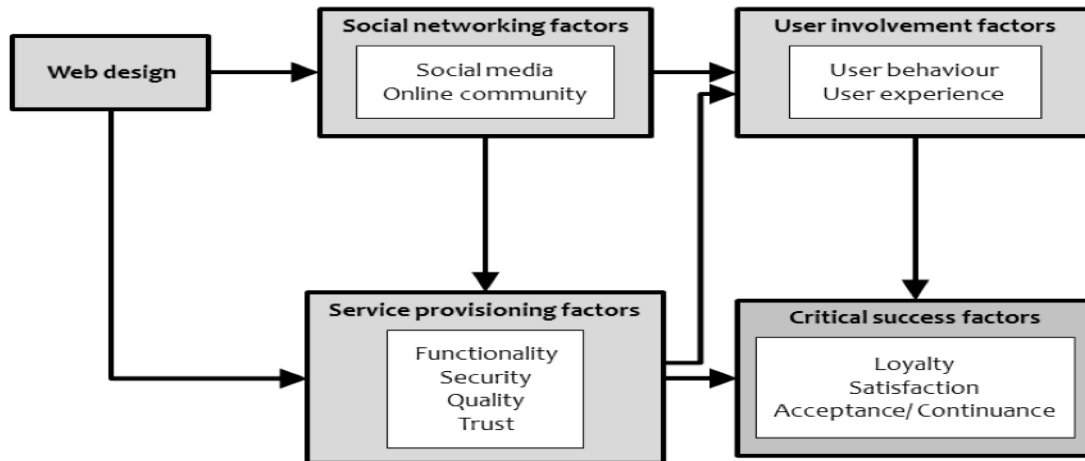 Web design
Social networking factors
Social media
Online community
User involvement factors
User behaviour
User experience
Service provisioning factors
Functionality
Security
Quality
Trust
Critical success factors
Loyalty
Satisfaction
Acceptance/ Continuance